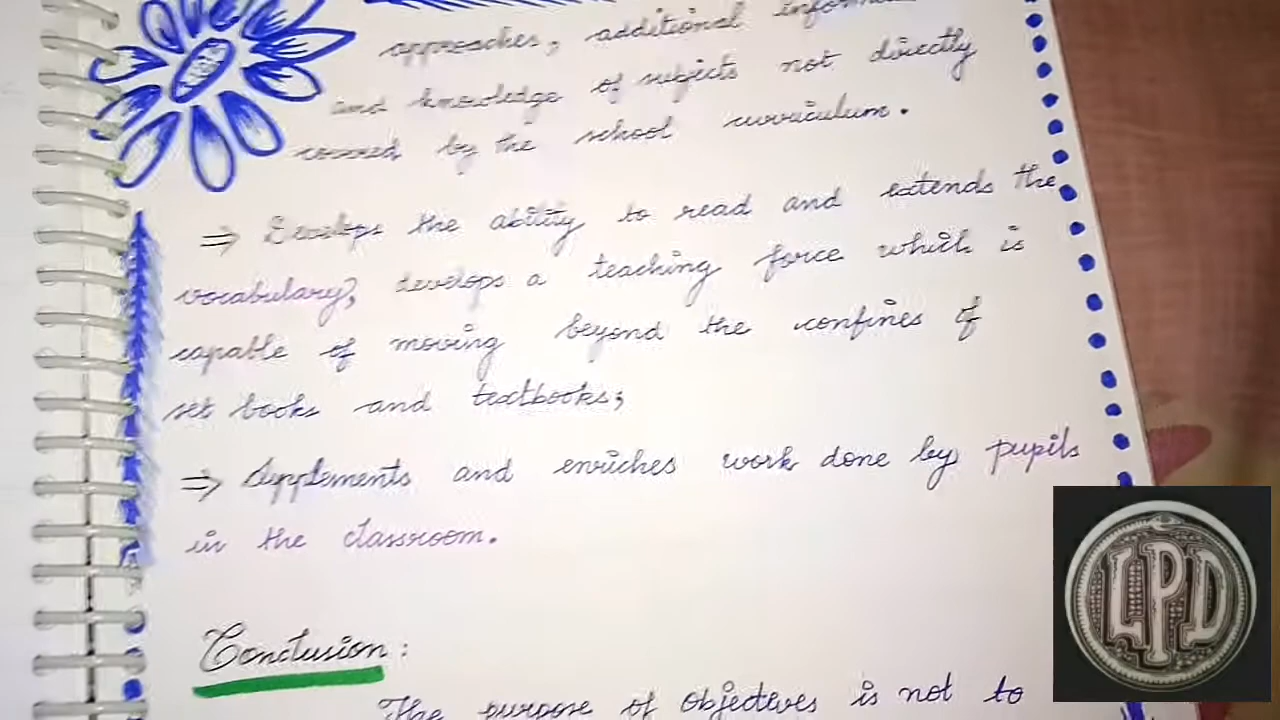 approaches, additional
and knowledge of subjects not directly
covered by the school curriculum.
⇒ Develops the ability to read and extends the
vocabulary, develops a teaching force which is
capable of moving beyond the confines of
set books and textbooks;
⇒ Supplements and enriches work done by pupils
in the classroom.
Conclusion:
The purpose of objectives is not to
LPD